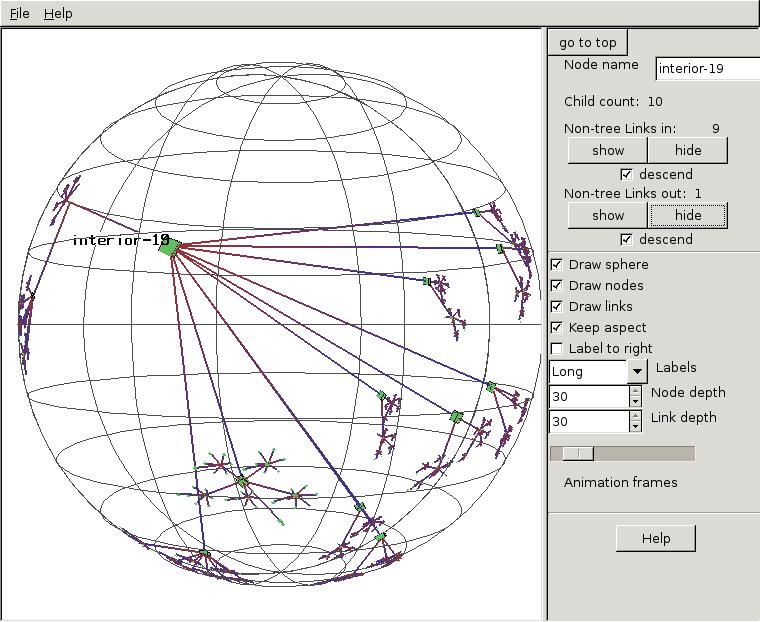 File Help
go to top
Node name interior-19
Child count: 10
Non-tree Links in: 9
show hide
descend
Non-tree Links out: 1
show hide
descend
interior-19
Draw sphere
Draw nodes
Draw links
Keep aspect
Label to right
Long Labels
30 Node depth
30 Link depth
Animation frames
Help